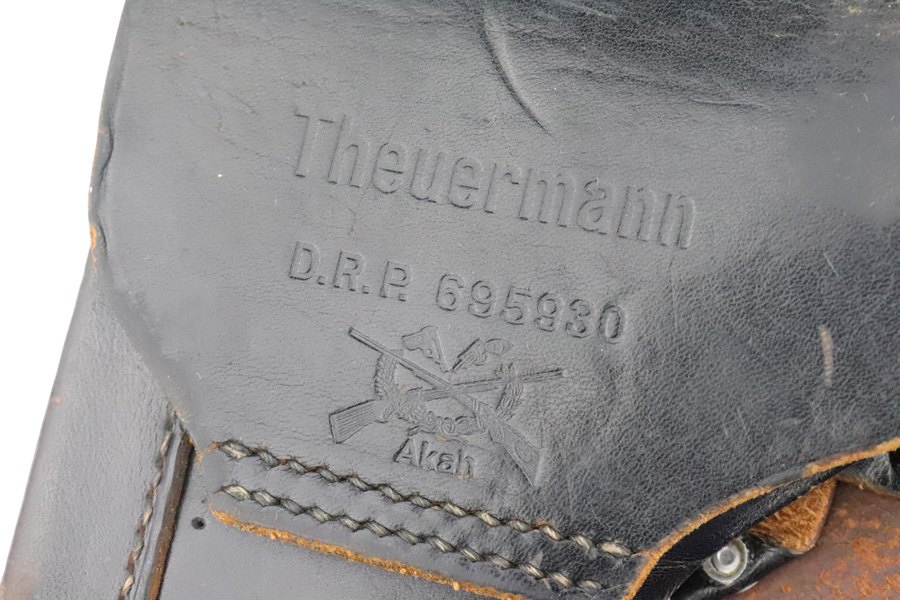 Theuermann
D.R.P. 695930
Akah